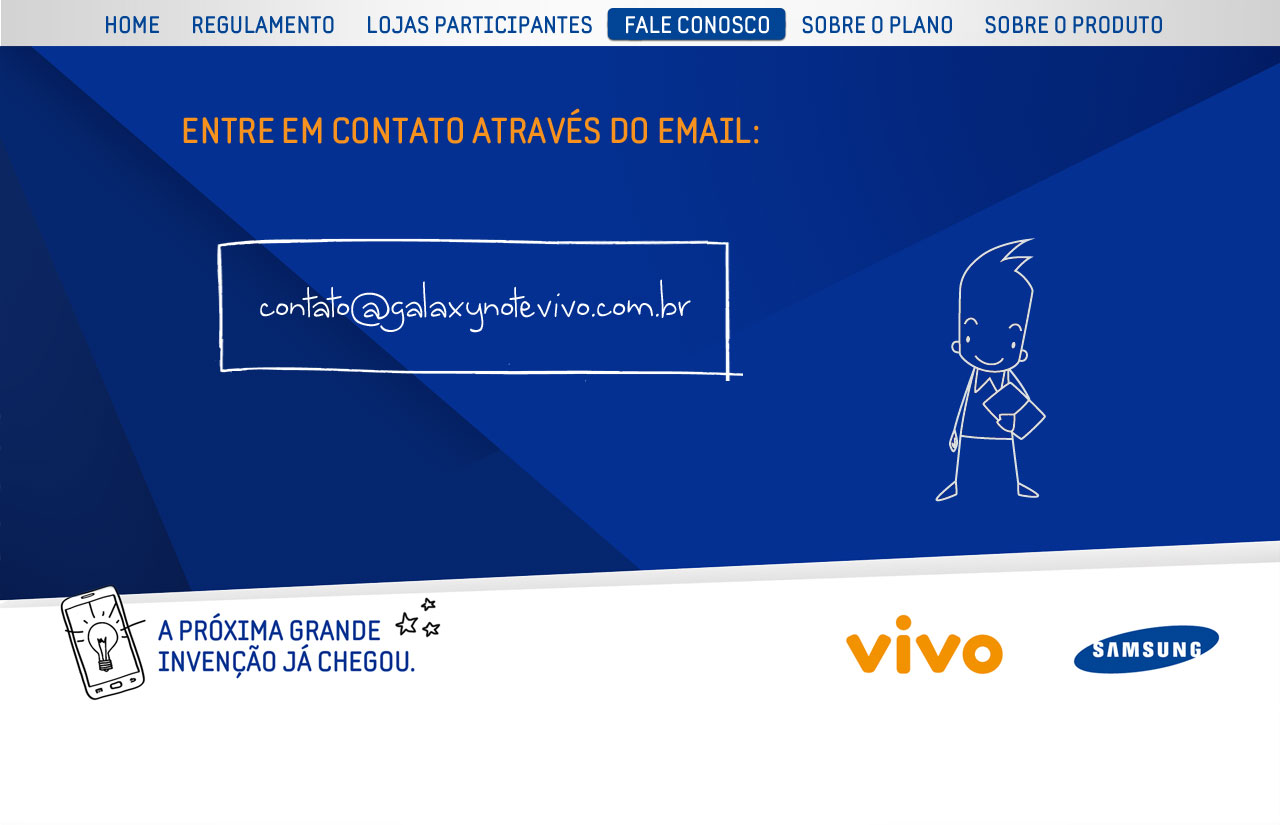 HOME REGULAMENTO LOJAS PARTICIPANTES FALE CONOSCO SOBRE O PLANO SOBRE O PRODUTO
ENTRE EM CONTATO ATRAVÉS DO EMAIL:
contato@galaxynotevivo.com.br
A PRÓXIMA GRANDE
INVENÇÃO JÁ CHEGOU.
vivo
SAMSUNG